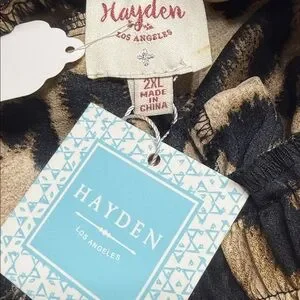 Hayden
LOS ANGELES
2XL
MADE IN
CHINA
HAYDEN
LOS ANGELES